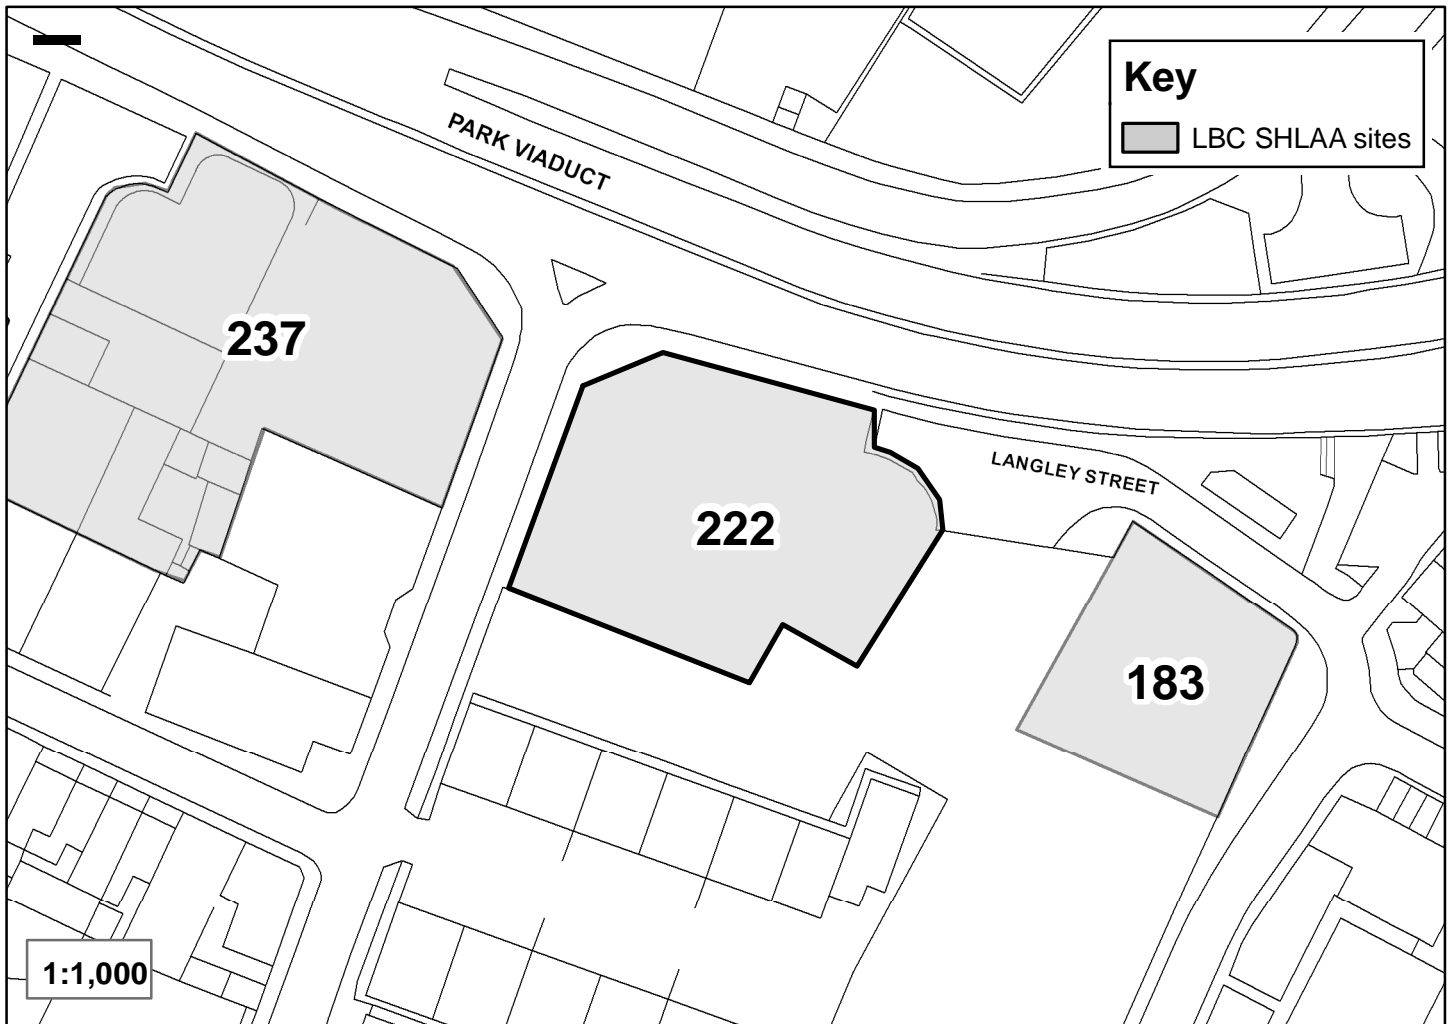 Key
LBC SHLAA sites
PARK VIADUCT
237
LANGLEY STREET
222
183
1:1,000